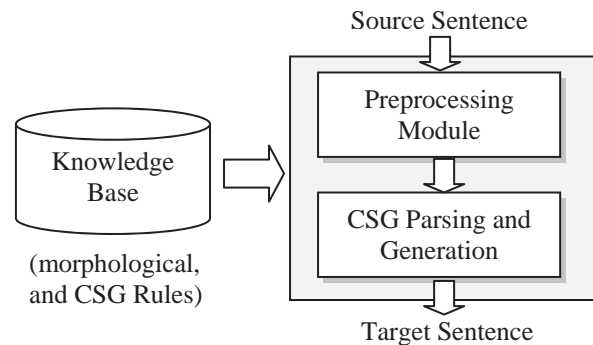 Source Sentence
Preprocessing
Module
Knowledge
Base
CSG Parsing and
Generation
(morphological,
and CSG Rules)
Target Sentence